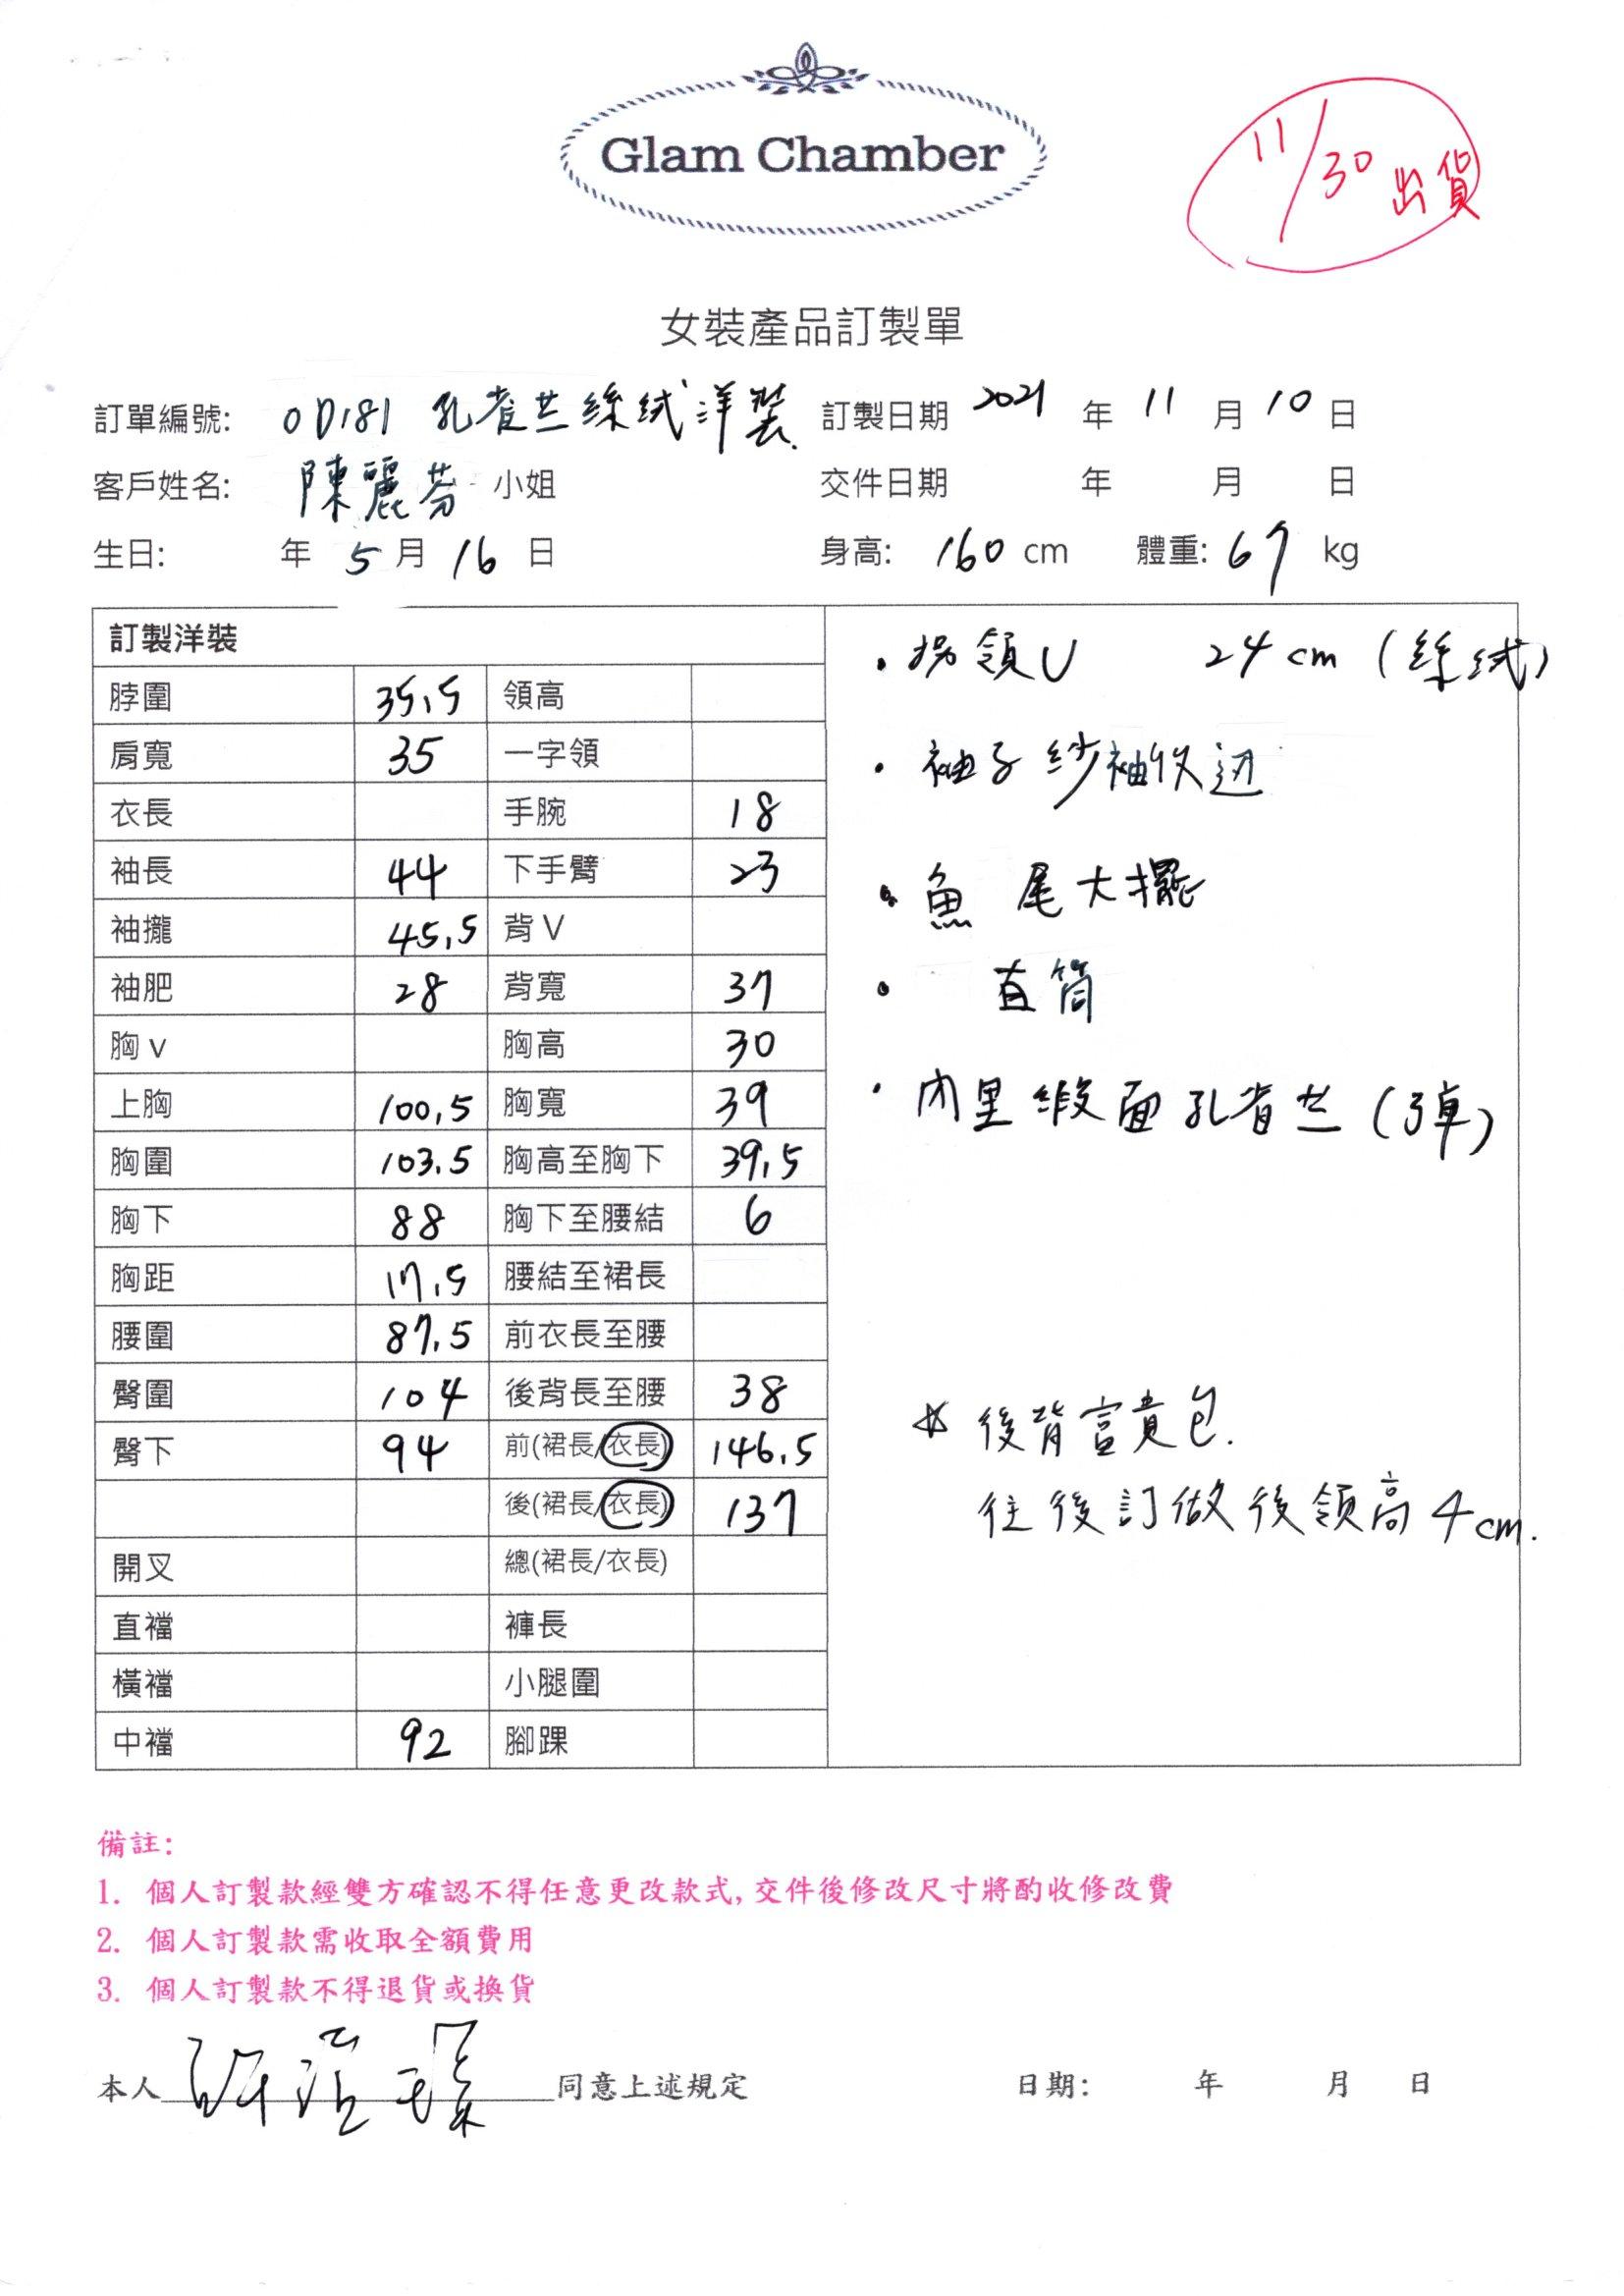 Glam Chamber
11/30 出貨
女裝產品訂製單
訂單編號: OD181 孔雀芸絲絨洋裝. 訂製日期 2021 年 11 月 10 日
客戶姓名: 陳麗芬 小姐 交件日期 年 月 日
生日: 年 5 月 16 日 身高: 160 cm 體重: 67 kg
訂製洋裝
脖圍 35.5 領高
肩寬 35 一字領
衣長 手腕 18
袖長 44 下手臂 23
袖攏 45.5 背V
袖肥 28 背寬 37
胸v 胸高 30
上胸 100.5 胸寬 39
胸圍 103.5 胸高至胸下 39.5
胸下 88 胸下至腰結 6
胸距 17.5 腰結至裙長
腰圍 87.5 前衣長至腰
臀圍 104 後背長至腰 38
臀下 94 前(裙長/衣長) 146.5
後(裙長/衣長) 137
開叉 總(裙長/衣長)
直襠 褲長
橫襠 小腿圍
中襠 92 腳踝
· 領U 24cm (絲絨)
· 袖子紗袖收边
· 魚尾大擺
· 直筒
· 內里緞面孔雀芸 (3車)
* 後背富貴包.
往後訂做後領高4cm.
備註:
1. 個人訂製款經雙方確認不得任意更改款式,交件後修改尺寸將酌收修改費
2. 個人訂製款需收取全額費用
3. 個人訂製款不得退貨或換貨
本人 同意上述規定 日期: 年 月 日